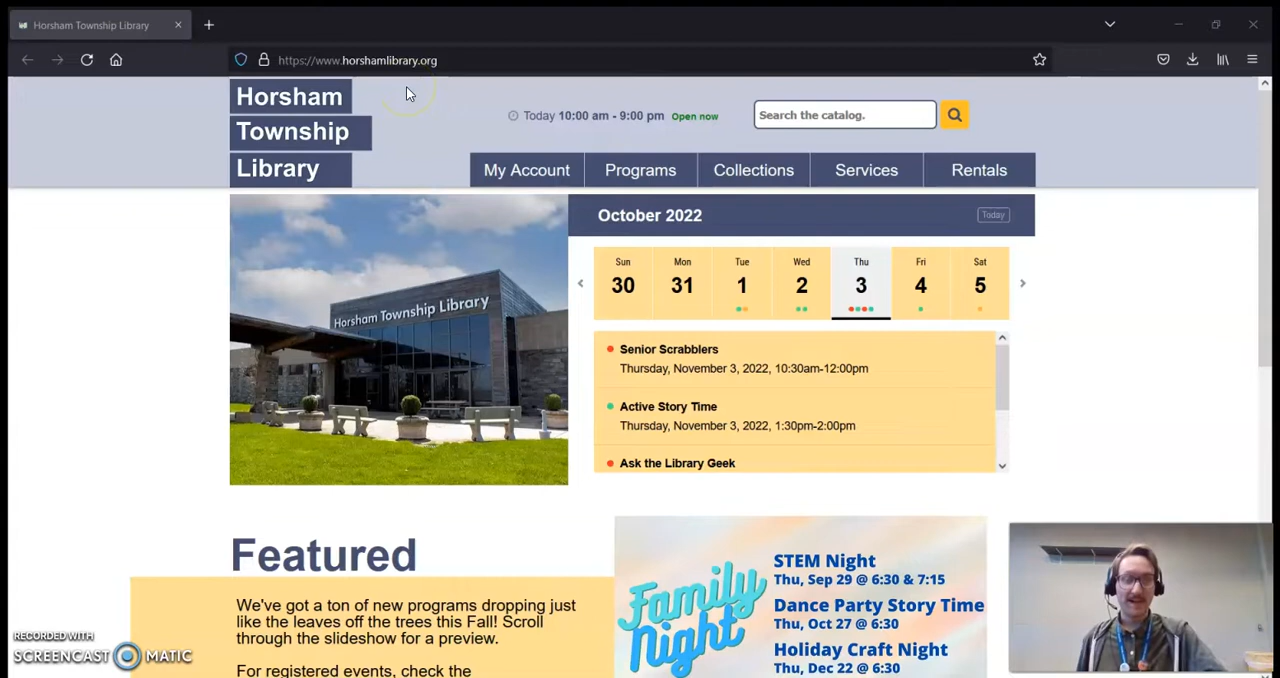 Horsham Township Library
https://www.horshamlibrary.org
Horsham
Township
Library
Today 10:00 am - 9:00 pm Open now
Search the catalog.
My Account Programs Collections Services Rentals
Horsham Township Library
October 2022
Today
Sun Mon Tue Wed Thu Fri Sat
30 31 1 2 3 4 5
Senior Scrabblers
Thursday, November 3, 2022, 10:30am-12:00pm
Active Story Time
Thursday, November 3, 2022, 1:30pm-2:00pm
Ask the Library Geek
Featured
We've got a ton of new programs dropping just
like the leaves off the trees this Fall! Scroll
through the slideshow for a preview.
For registered events, check the
Family
Night
STEM Night
Thu, Sep 29 @ 6:30 & 7:15
Dance Party Story Time
Thu, Oct 27 @ 6:30
Holiday Craft Night
Thu, Dec 22 @ 6:30
RECORDED WITH
SCREENCAST MATIC